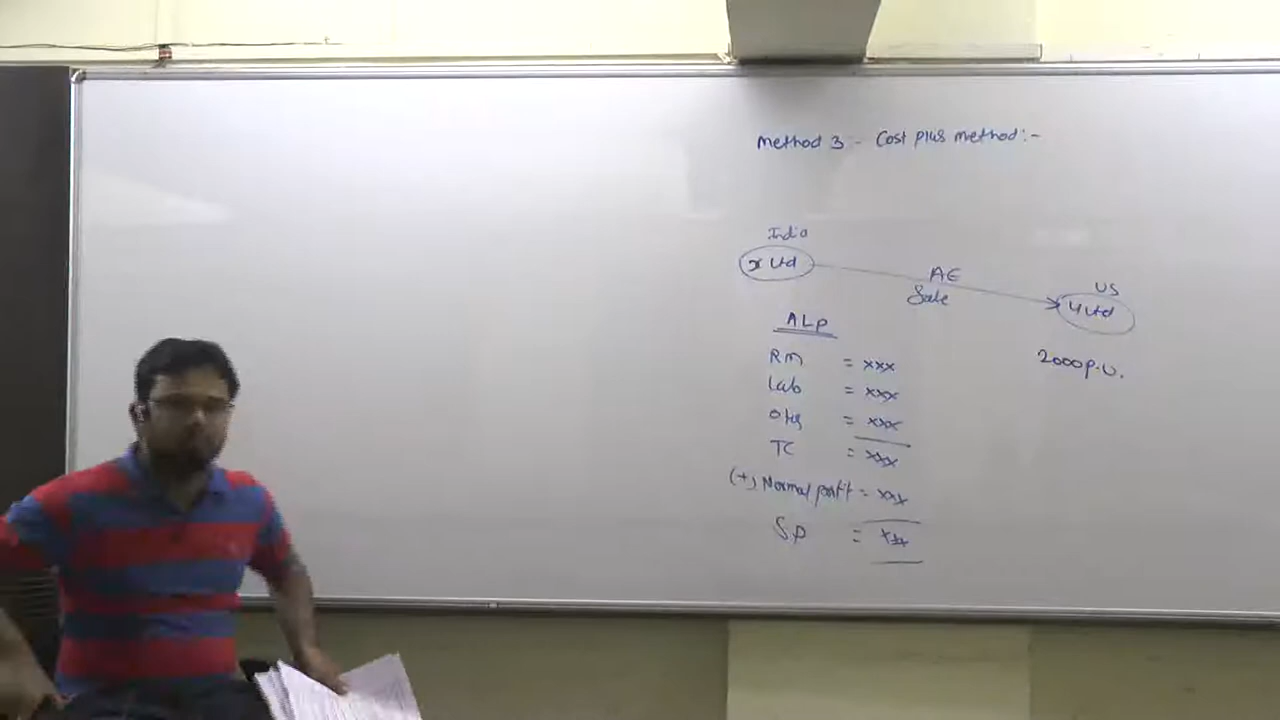 Method 3 :- Cost plus method :-
India
X Ltd
AE
Sale
US
Y Ltd
2000 p.u.
ALP
RM = xxx
Lab = xxx
OHs = xxx
TC = xxx
(+) Normal profit = xxx
S.P = xxx